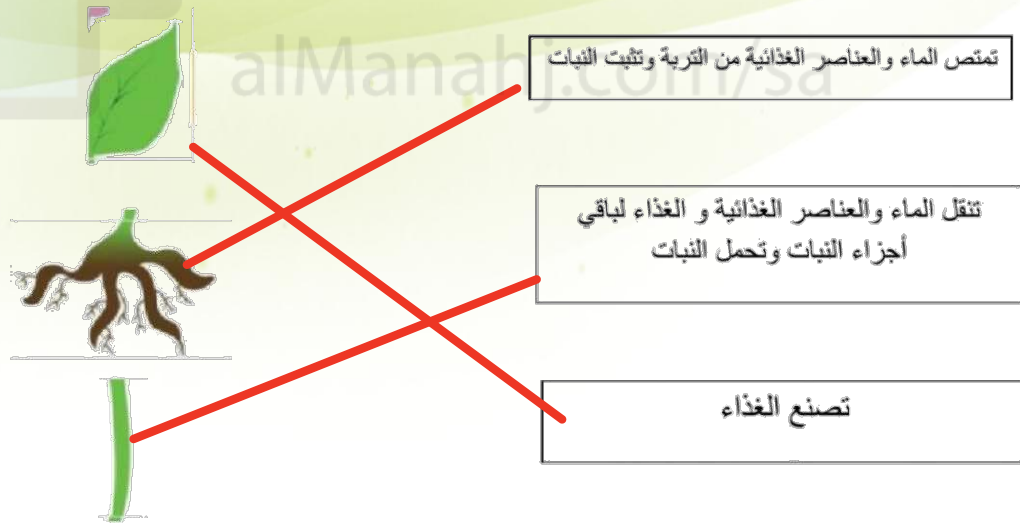 alManahj.com/sa
تمتص الماء والعناصر الغذائية من التربة وتثبت النبات
تنقل الماء والعناصر الغذائية و الغذاء لباقي
أجزاء النبات وتحمل النبات
تصنع الغذاء